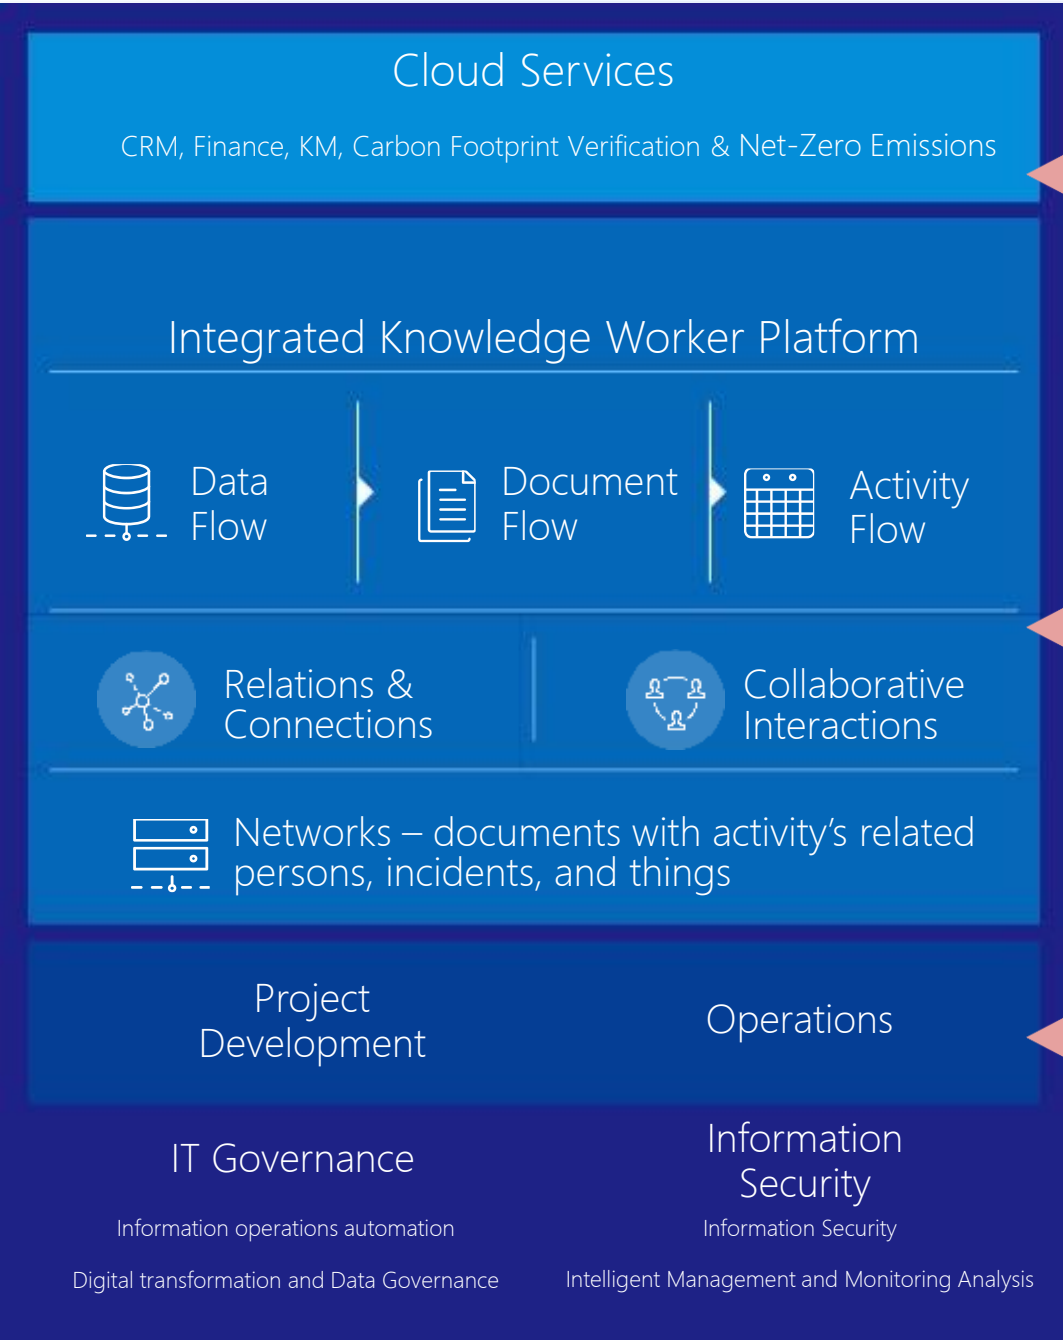 Cloud Services
CRM, Finance, KM, Carbon Footprint Verification & Net-Zero Emissions
Integrated Knowledge Worker Platform
Data
Flow
Document
Flow
Activity
Flow
Relations &
Connections
Collaborative
Interactions
Networks – documents with activity's related
persons, incidents, and things
Project
Development
Operations
IT Governance
Information operations automation
Digital transformation and Data Governance
Information
Security
Information Security
Intelligent Management and Monitoring Analysis